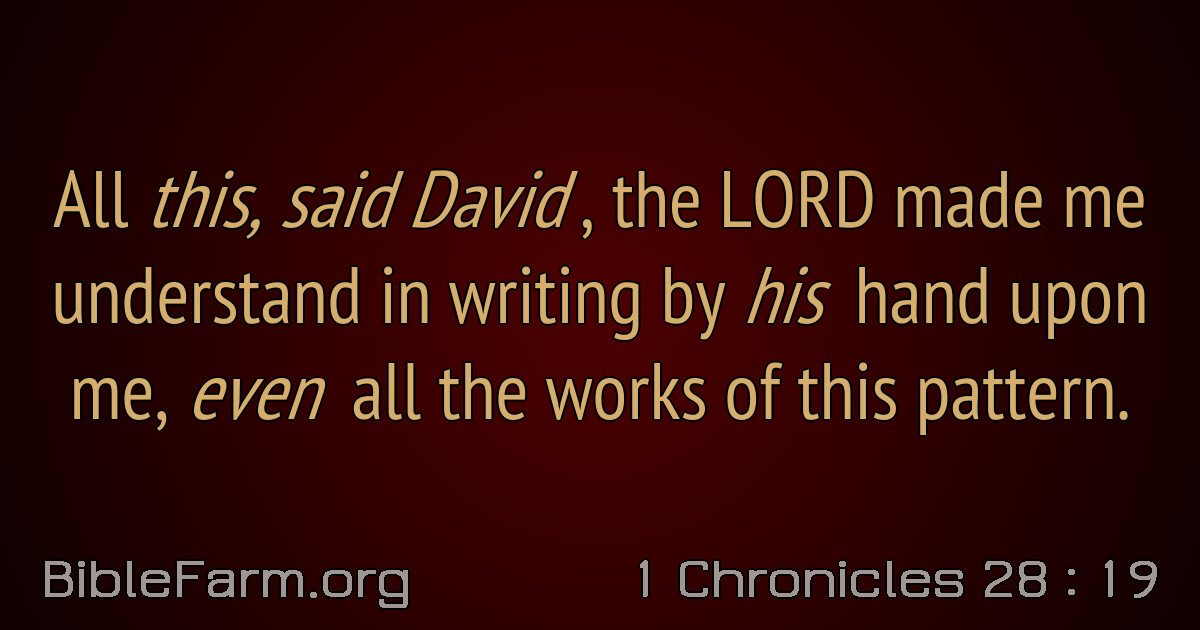 All this, said David , the LORD made me
understand in writing by his hand upon
me, even all the works of this pattern.
BibleFarm.org 1 Chronicles 28 : 19